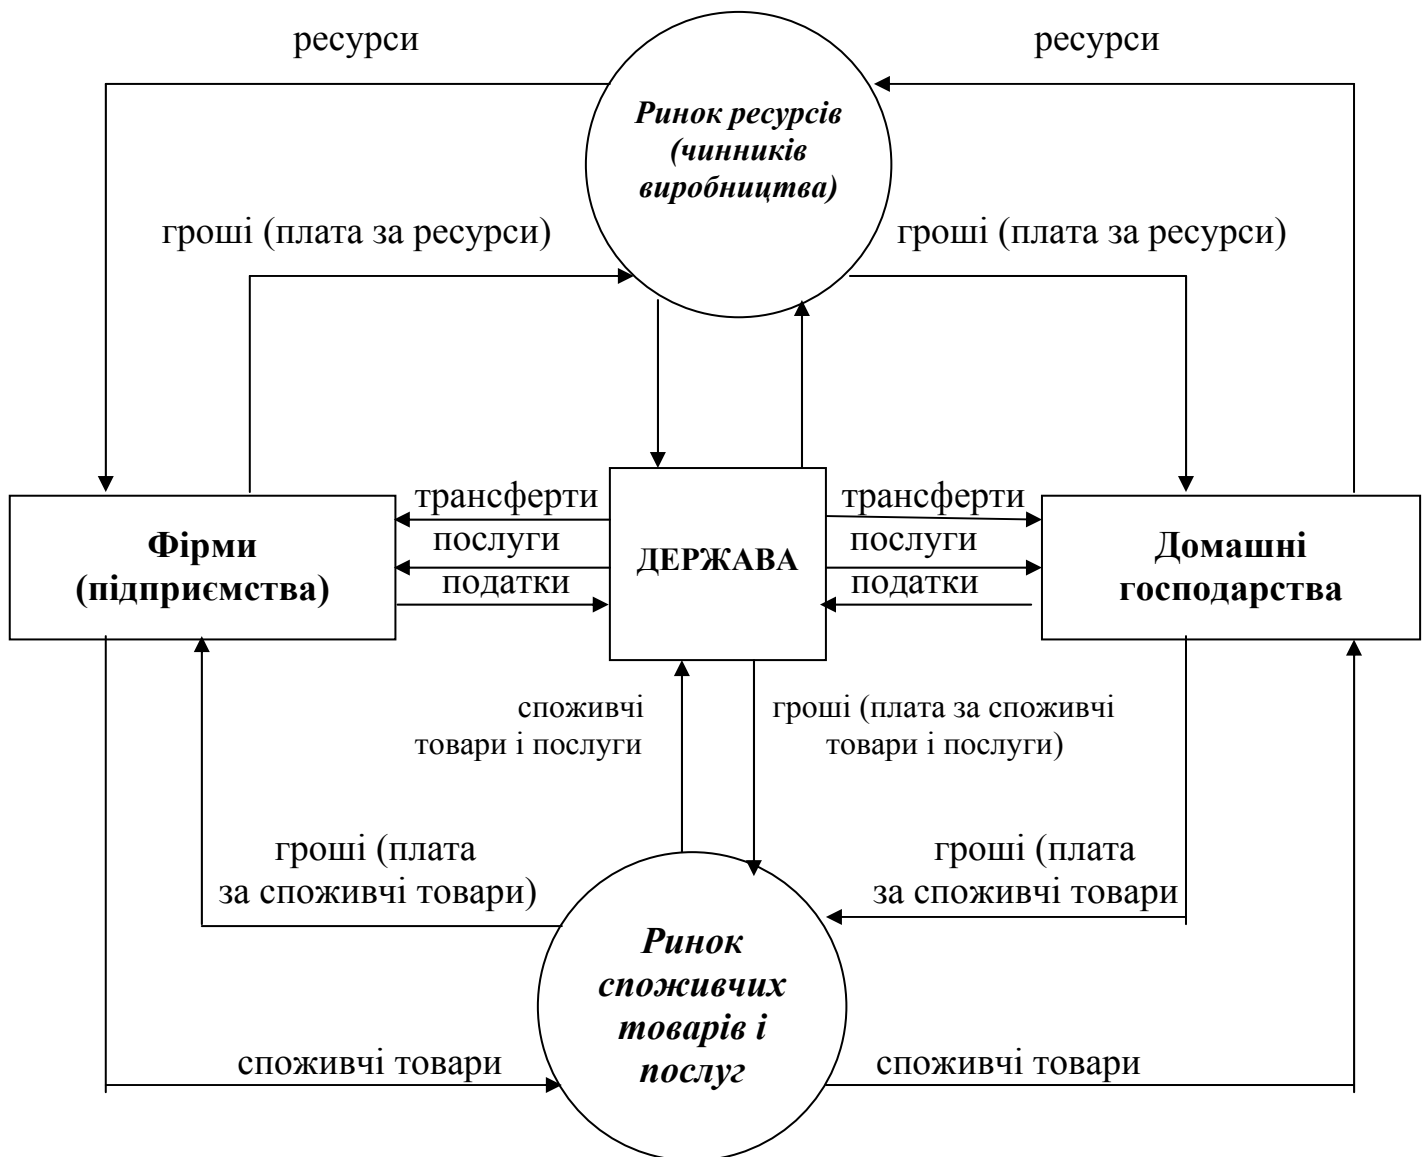 ресурси
ресурси
Ринок ресурсів
(чинників
виробництва)
гроші (плата за ресурси)
гроші (плата за ресурси)
трансферти
послуги
податки
трансферти
послуги
податки
Фірми
(підприємства)
ДЕРЖАВА
Домашні
господарства
споживчі
товари і послуги
гроші (плата за споживчі
товари і послуги)
гроші (плата
за споживчі товари)
гроші (плата
за споживчі товари
Ринок
споживчих
товарів і
послуг
споживчі товари
споживчі товари